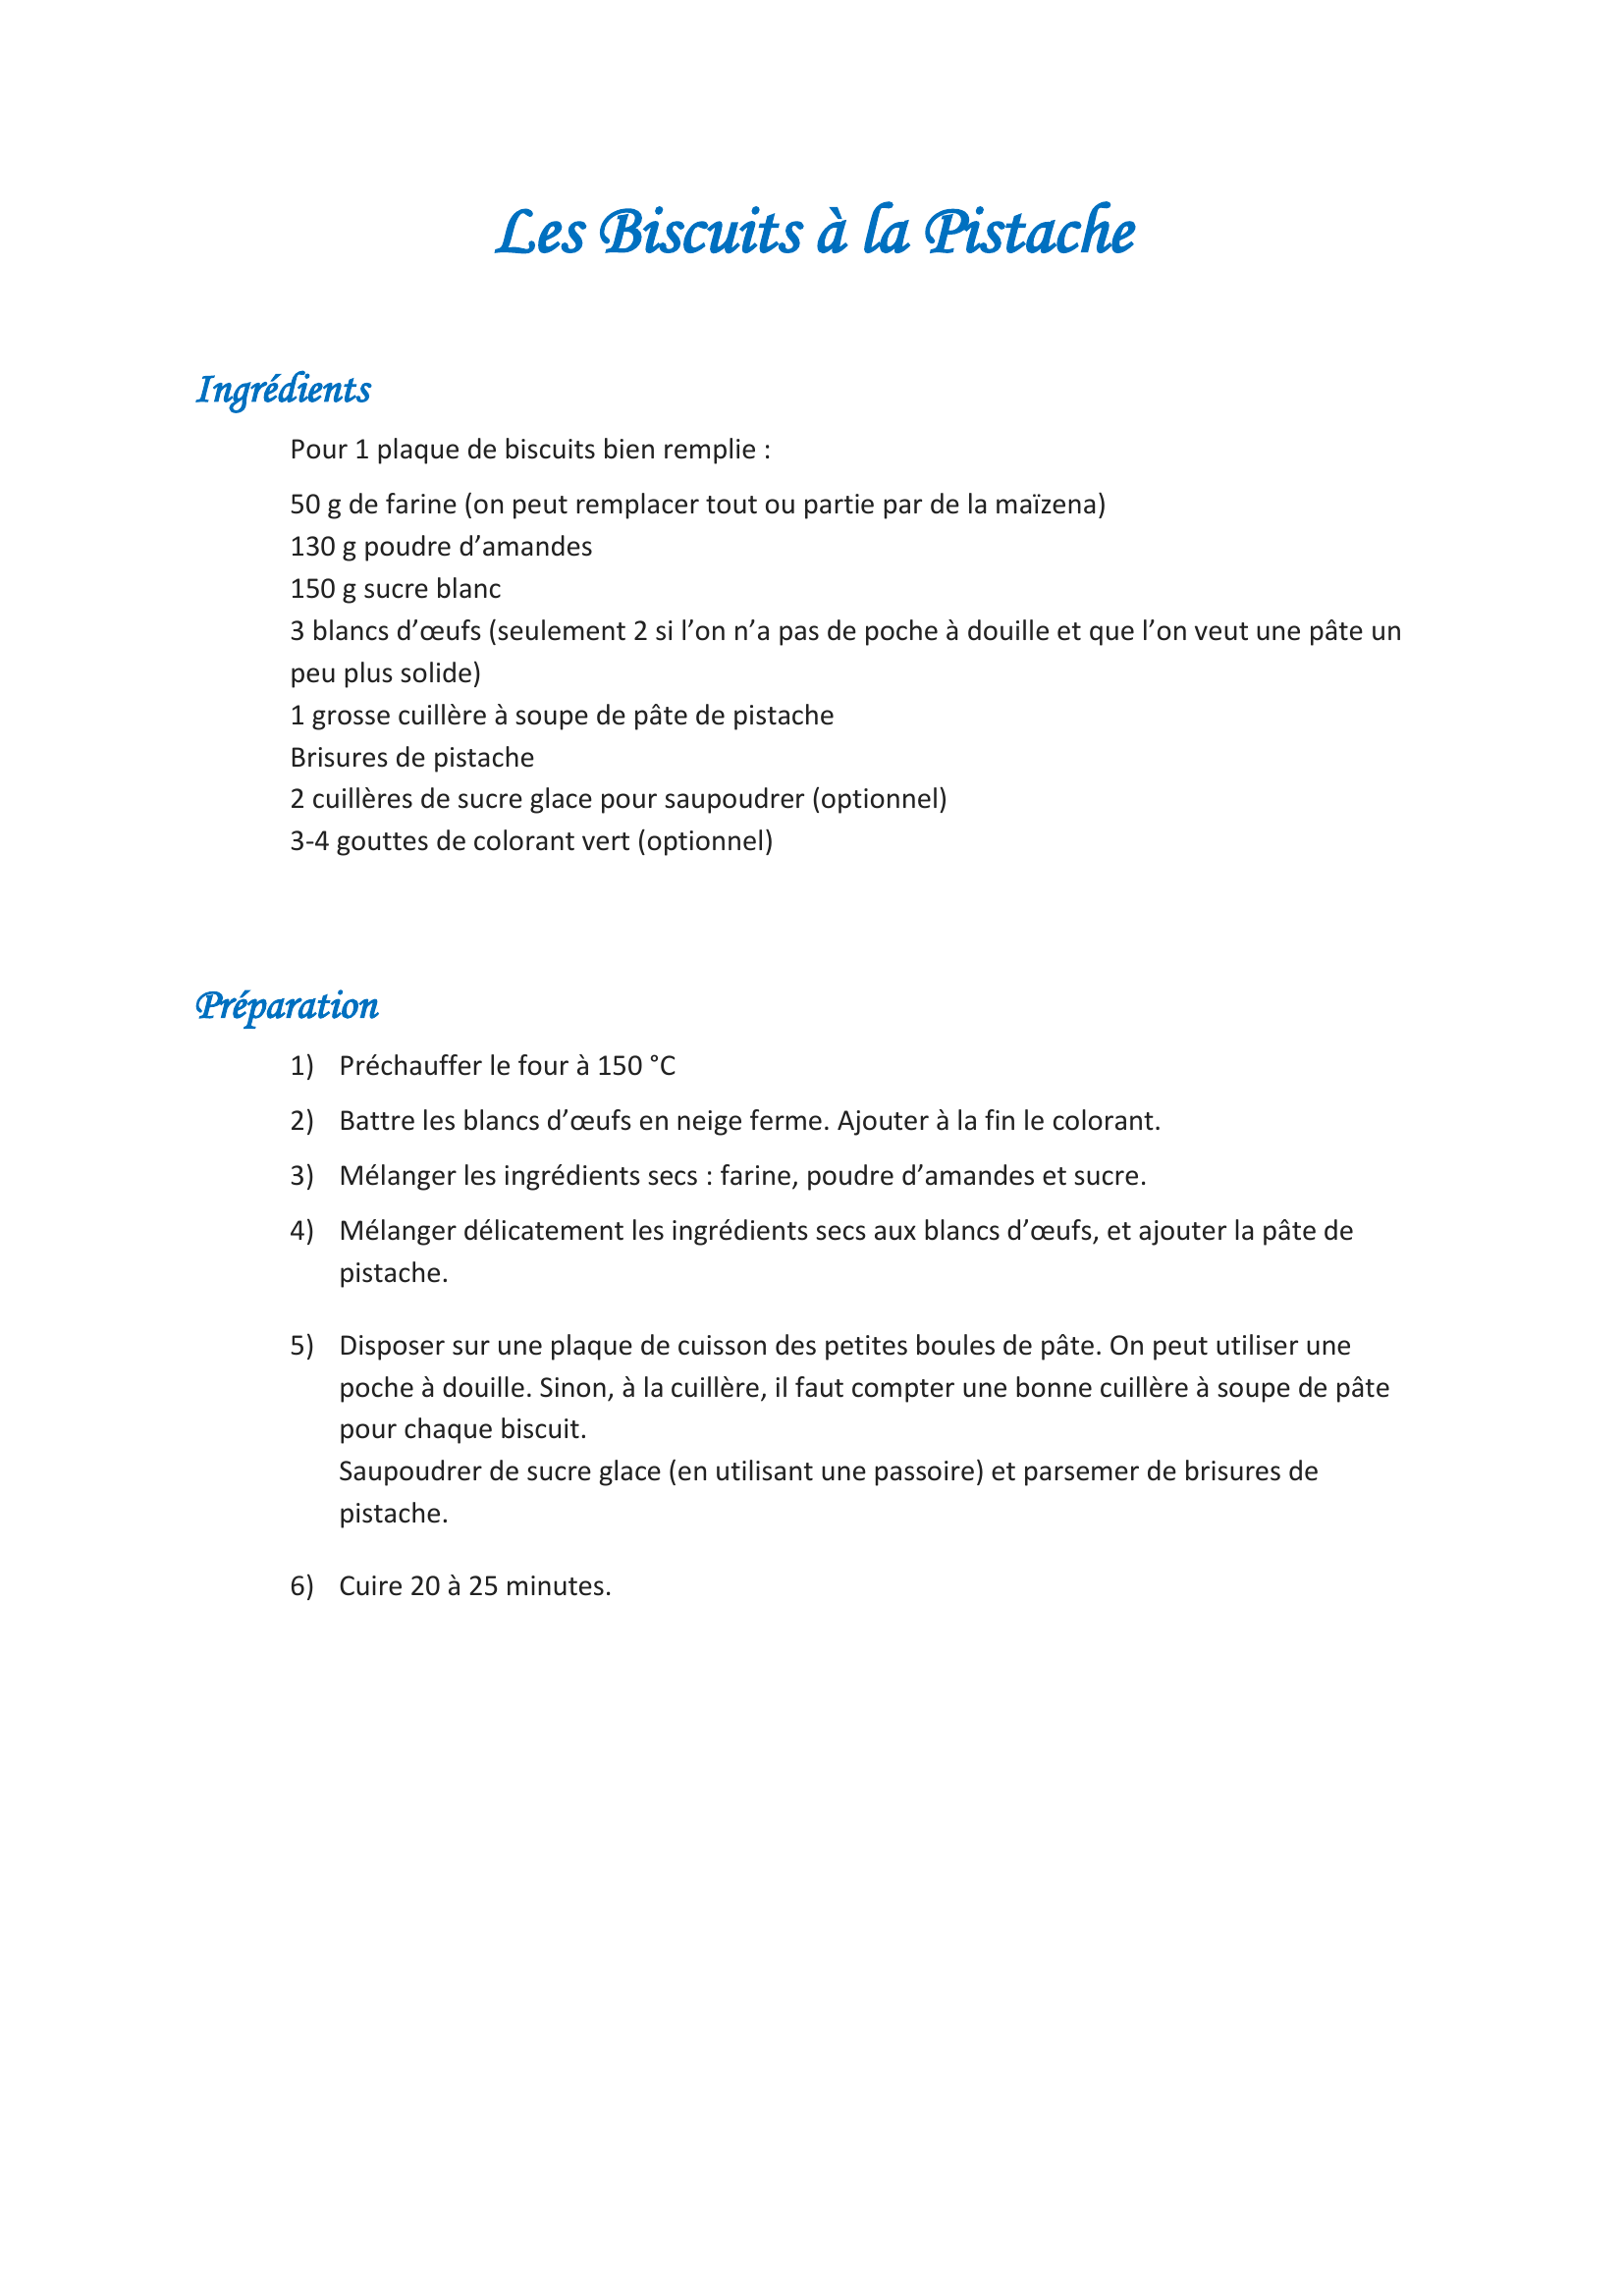 Les Biscuits à la Pistache
Ingrédients
Pour 1 plaque de biscuits bien remplie :
50 g de farine (on peut remplacer tout ou partie par de la maïzena)
130 g poudre d’amandes
150 g sucre blanc
3 blancs d’œufs (seulement 2 si l’on n’a pas de poche à douille et que l’on veut une pâte un
peu plus solide)
1 grosse cuillère à soupe de pâte de pistache
Brisures de pistache
2 cuillères de sucre glace pour saupoudrer (optionnel)
3-4 gouttes de colorant vert (optionnel)
Préparation
1) Préchauffer le four à 150 °C
2) Battre les blancs d’œufs en neige ferme. Ajouter à la fin le colorant.
3) Mélanger les ingrédients secs : farine, poudre d’amandes et sucre.
4) Mélanger délicatement les ingrédients secs aux blancs d’œufs, et ajouter la pâte de
pistache.
5) Disposer sur une plaque de cuisson des petites boules de pâte. On peut utiliser une
poche à douille. Sinon, à la cuillère, il faut compter une bonne cuillère à soupe de pâte
pour chaque biscuit.
Saupoudrer de sucre glace (en utilisant une passoire) et parsemer de brisures de
pistache.
6) Cuire 20 à 25 minutes.